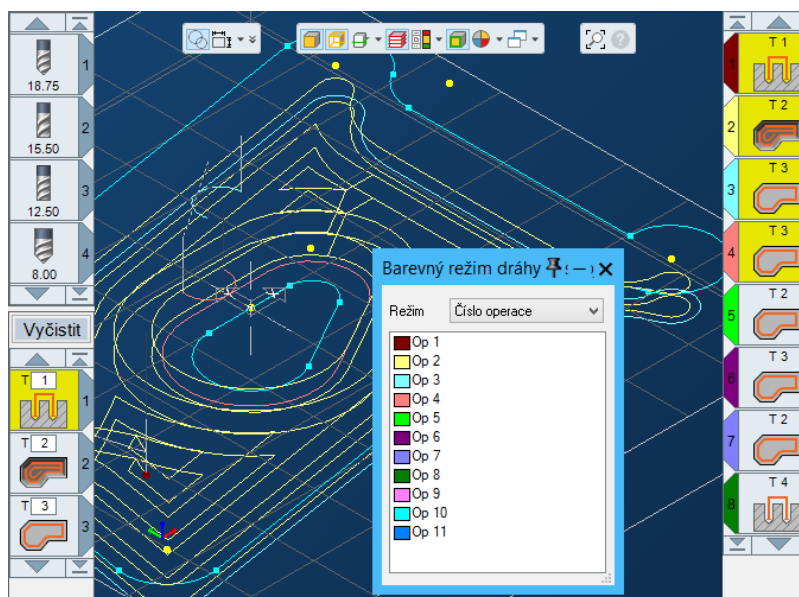 18.75
1
15.50
2
12.50
3
8.00
4
Vyčistit
T 1
1
T 2
2
T 3
3
Barevný režim dráhy
Režim
Číslo operace
Op 1
Op 2
Op 3
Op 4
Op 5
Op 6
Op 7
Op 8
Op 9
Op 10
Op 11
T 1
1
T 2
2
T 3
3
T 3
4
T 2
5
T 3
6
T 2
7
T 4
8